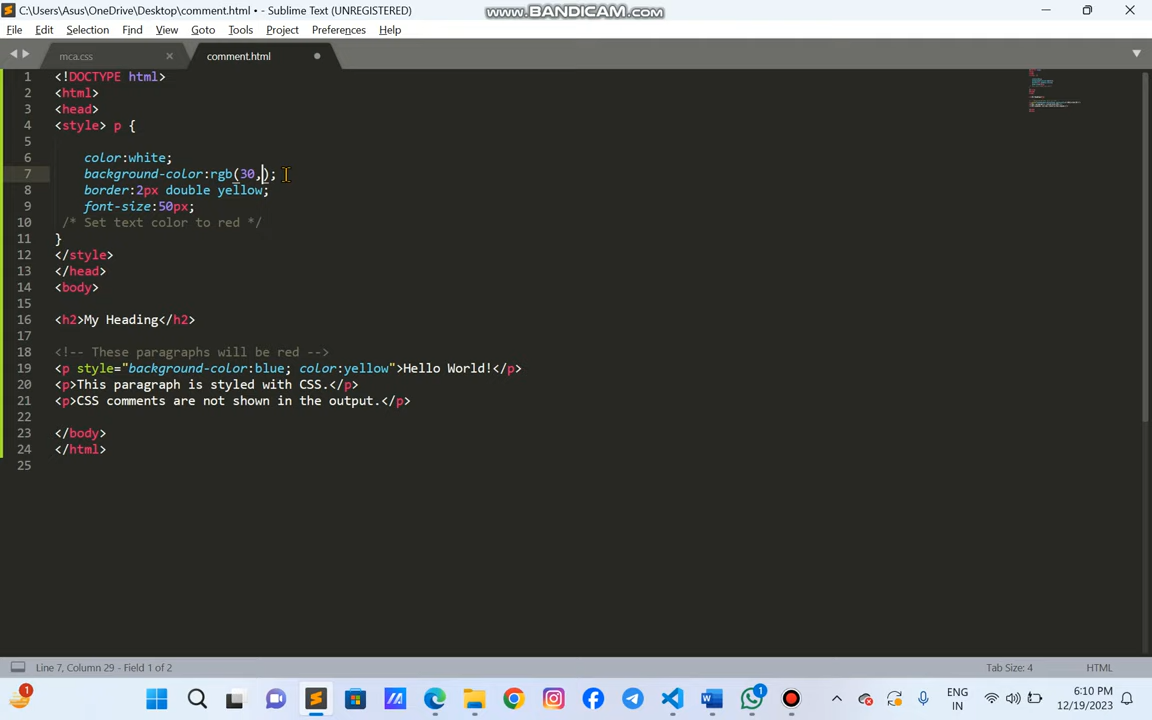 C:\Users\Asus\OneDrive\Desktop\comment.html • - Sublime Text (UNREGISTERED)
www.BANDICAM.com
File Edit Selection Find View Goto Tools Project Preferences Help
mca.css comment.html
1 <!DOCTYPE html>
2 <html>
3 <head>
4 <style> p {
5
6 color:white;
7 background-color:rgb(30,);
8 border:2px double yellow;
9 font-size:50px;
10 /* Set text color to red */
11 }
12 </style>
13 </head>
14 <body>
15
16 <h2>My Heading</h2>
17
18 <!-- These paragraphs will be red -->
19 <p style="background-color:blue; color:yellow">Hello World!</p>
20 <p>This paragraph is styled with CSS.</p>
21 <p>CSS comments are not shown in the output.</p>
22
23 </body>
24 </html>
25
Line 7, Column 29 - Field 1 of 2 Tab Size: 4 HTML
1 1 ENG IN 6:10 PM 12/19/2023